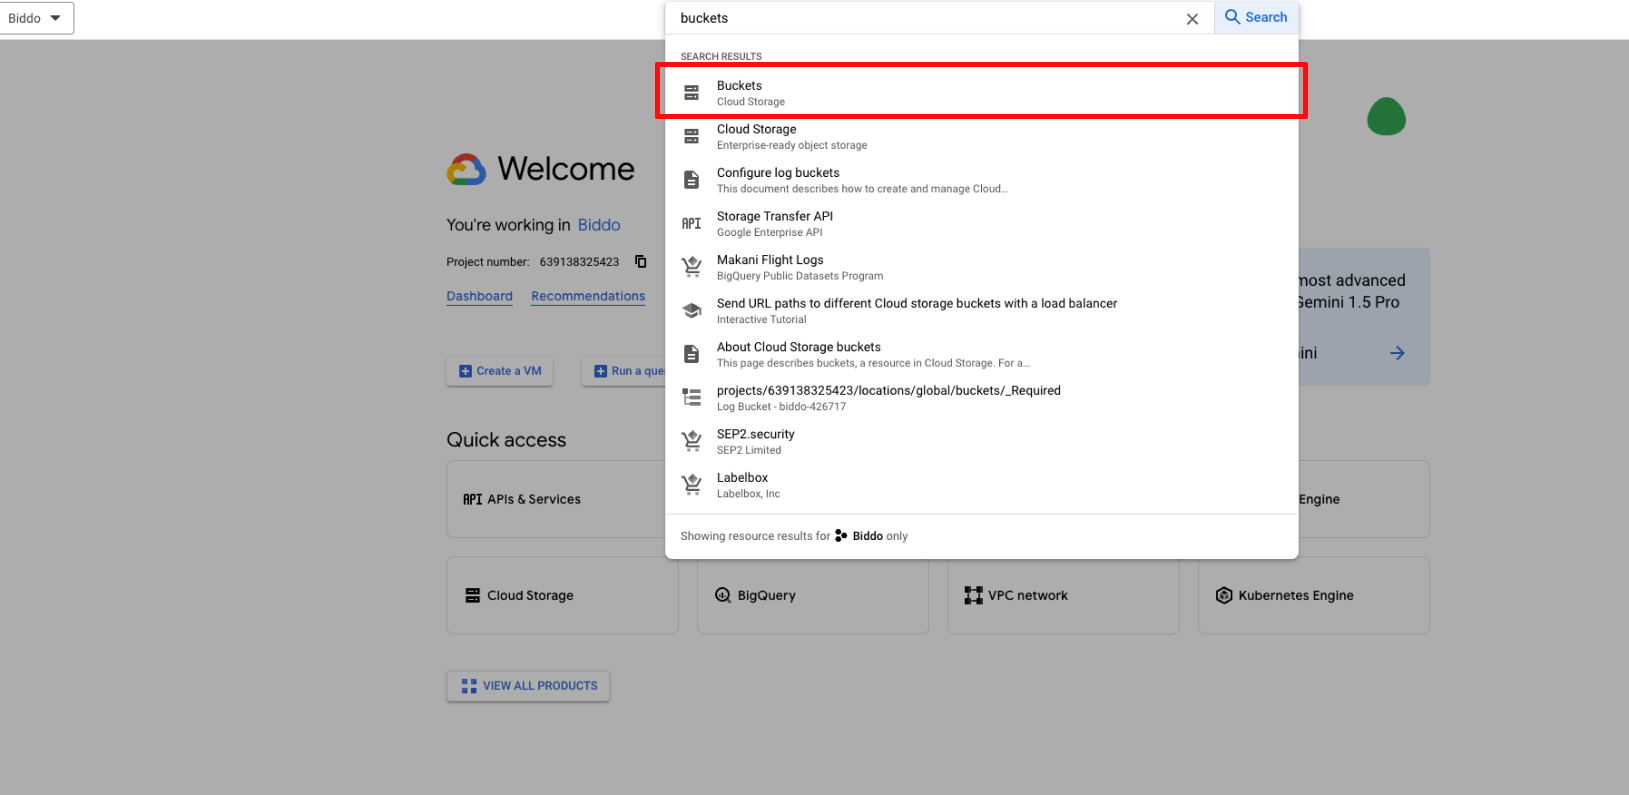 Biddo
buckets
Search
SEARCH RESULTS
Buckets
Cloud Storage
Cloud Storage
Enterprise-ready object storage
Configure log buckets
This document describes how to create and manage Cloud…
Storage Transfer API
API
Google Enterprise API
Makani Flight Logs
BigQuery Public Datasets Program
Send URL paths to different Cloud storage buckets with a load balancer
Interactive Tutorial
About Cloud Storage buckets
This page describes buckets, a resource in Cloud Storage. For a…
projects/639138325423/locations/global/buckets/_Required
Log Bucket - biddo-426717
SEP2.security
SEP2 Limited
Labelbox
Labelbox, Inc
Showing resource results for Biddo only
Welcome
You're working in Biddo
Project number: 639138325423
Dashboard Recommendations
most advanced
Gemini 1.5 Pro
Create a VM
Run a que
Quick access
API APIs & Services
Engine
Cloud Storage
BigQuery
VPC network
Kubernetes Engine
VIEW ALL PRODUCTS